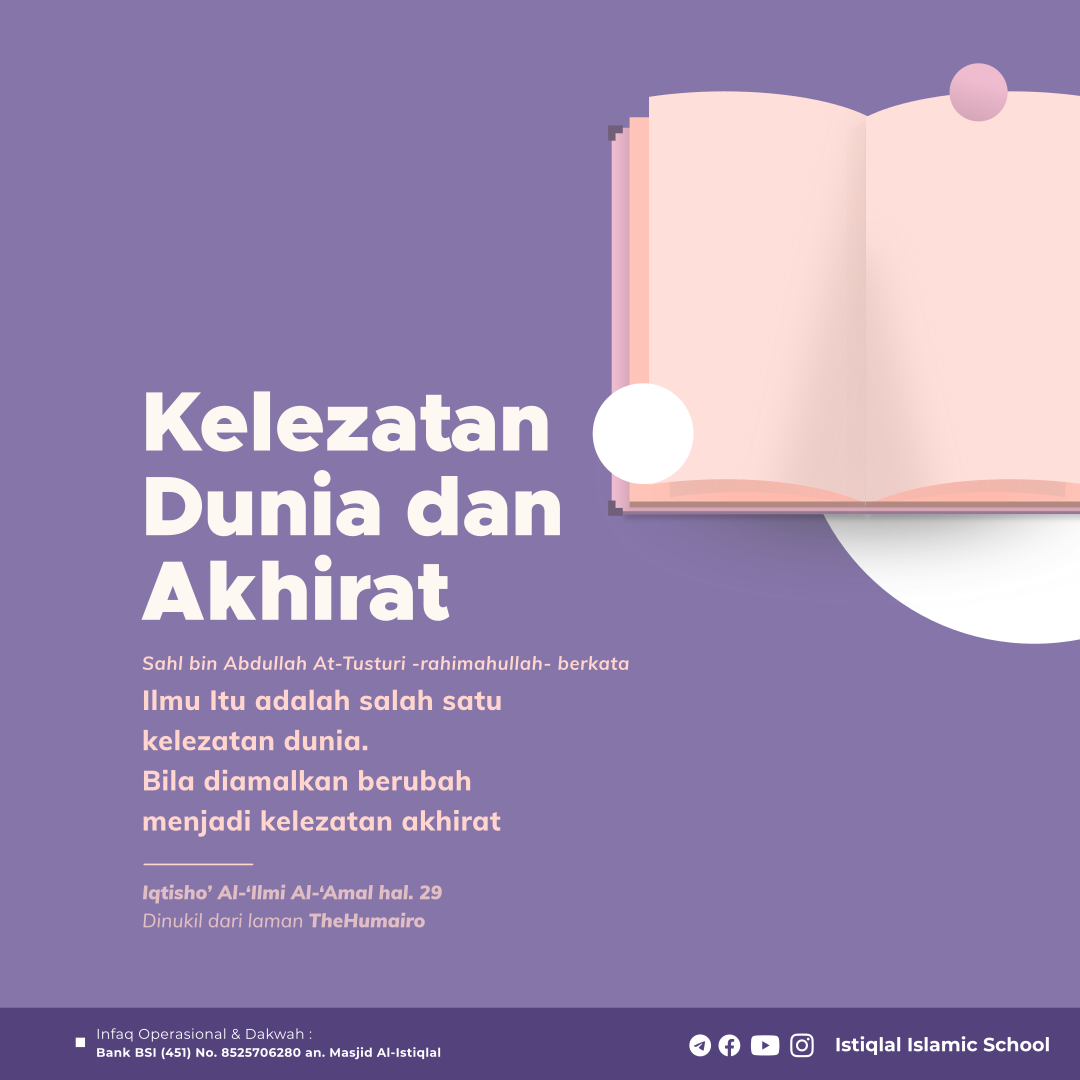 Kelezatan
Dunia dan
Akhirat
Sahl bin Abdullah At-Tusturi -rahimahullah- berkata
Ilmu Itu adalah salah satu
kelezatan dunia.
Bila diamalkan berubah
menjadi kelezatan akhirat
Iqtisho’ Al-‘Ilmi Al-‘Amal hal. 29
Dinukil dari laman TheHumairo
Infaq Operasional & Dakwah :
Bank BSI (451) No. 8525706280 an. Masjid Al-Istiqlal
Istiqlal Islamic School